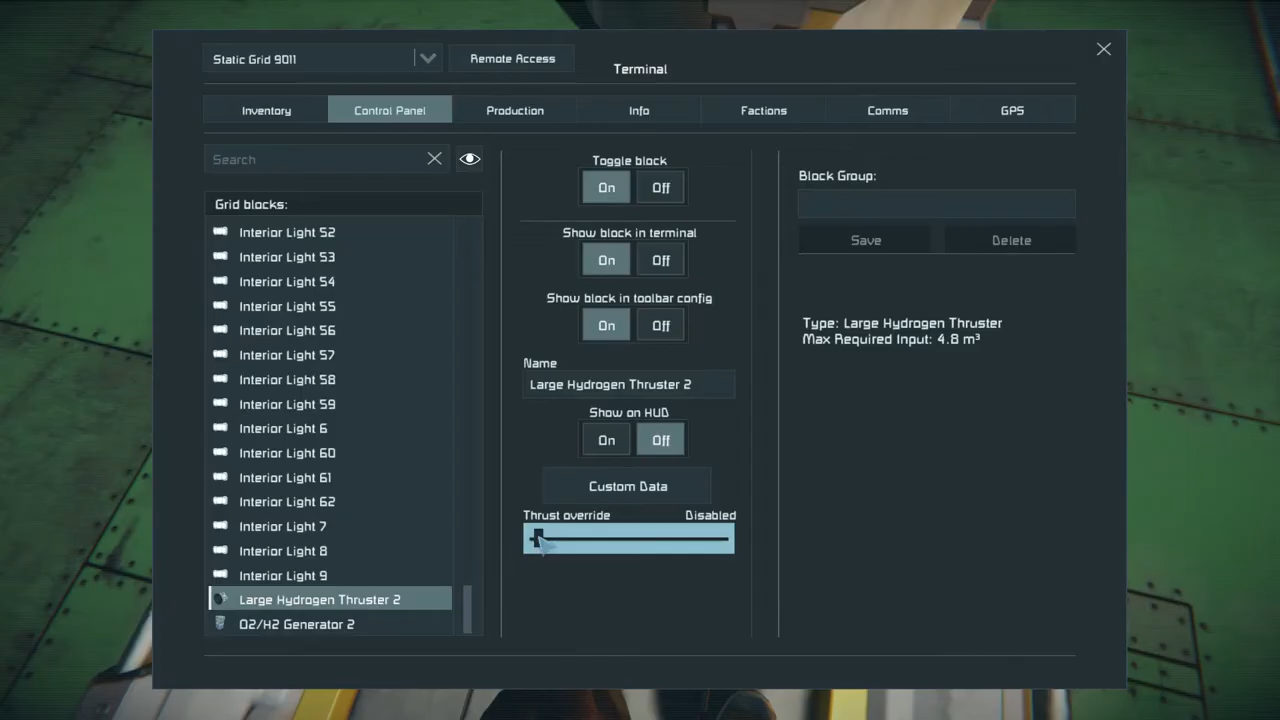 Static Grid 9011
Remote Access
Terminal
Inventory
Control Panel
Production
Info
Factions
Comms
GPS
Search
Grid blocks:
Interior Light 52
Interior Light 53
Interior Light 54
Interior Light 55
Interior Light 56
Interior Light 57
Interior Light 58
Interior Light 59
Interior Light 6
Interior Light 60
Interior Light 61
Interior Light 62
Interior Light 7
Interior Light 8
Interior Light 9
Large Hydrogen Thruster 2
O2/H2 Generator 2
Toggle block
On Off
Show block in terminal
On Off
Show block in toolbar config
On Off
Name
Large Hydrogen Thruster 2
Show on HUD
On Off
Custom Data
Thrust override Disabled
Block Group:
Save Delete
Type: Large Hydrogen Thruster
Max Required Input: 4.8 m³